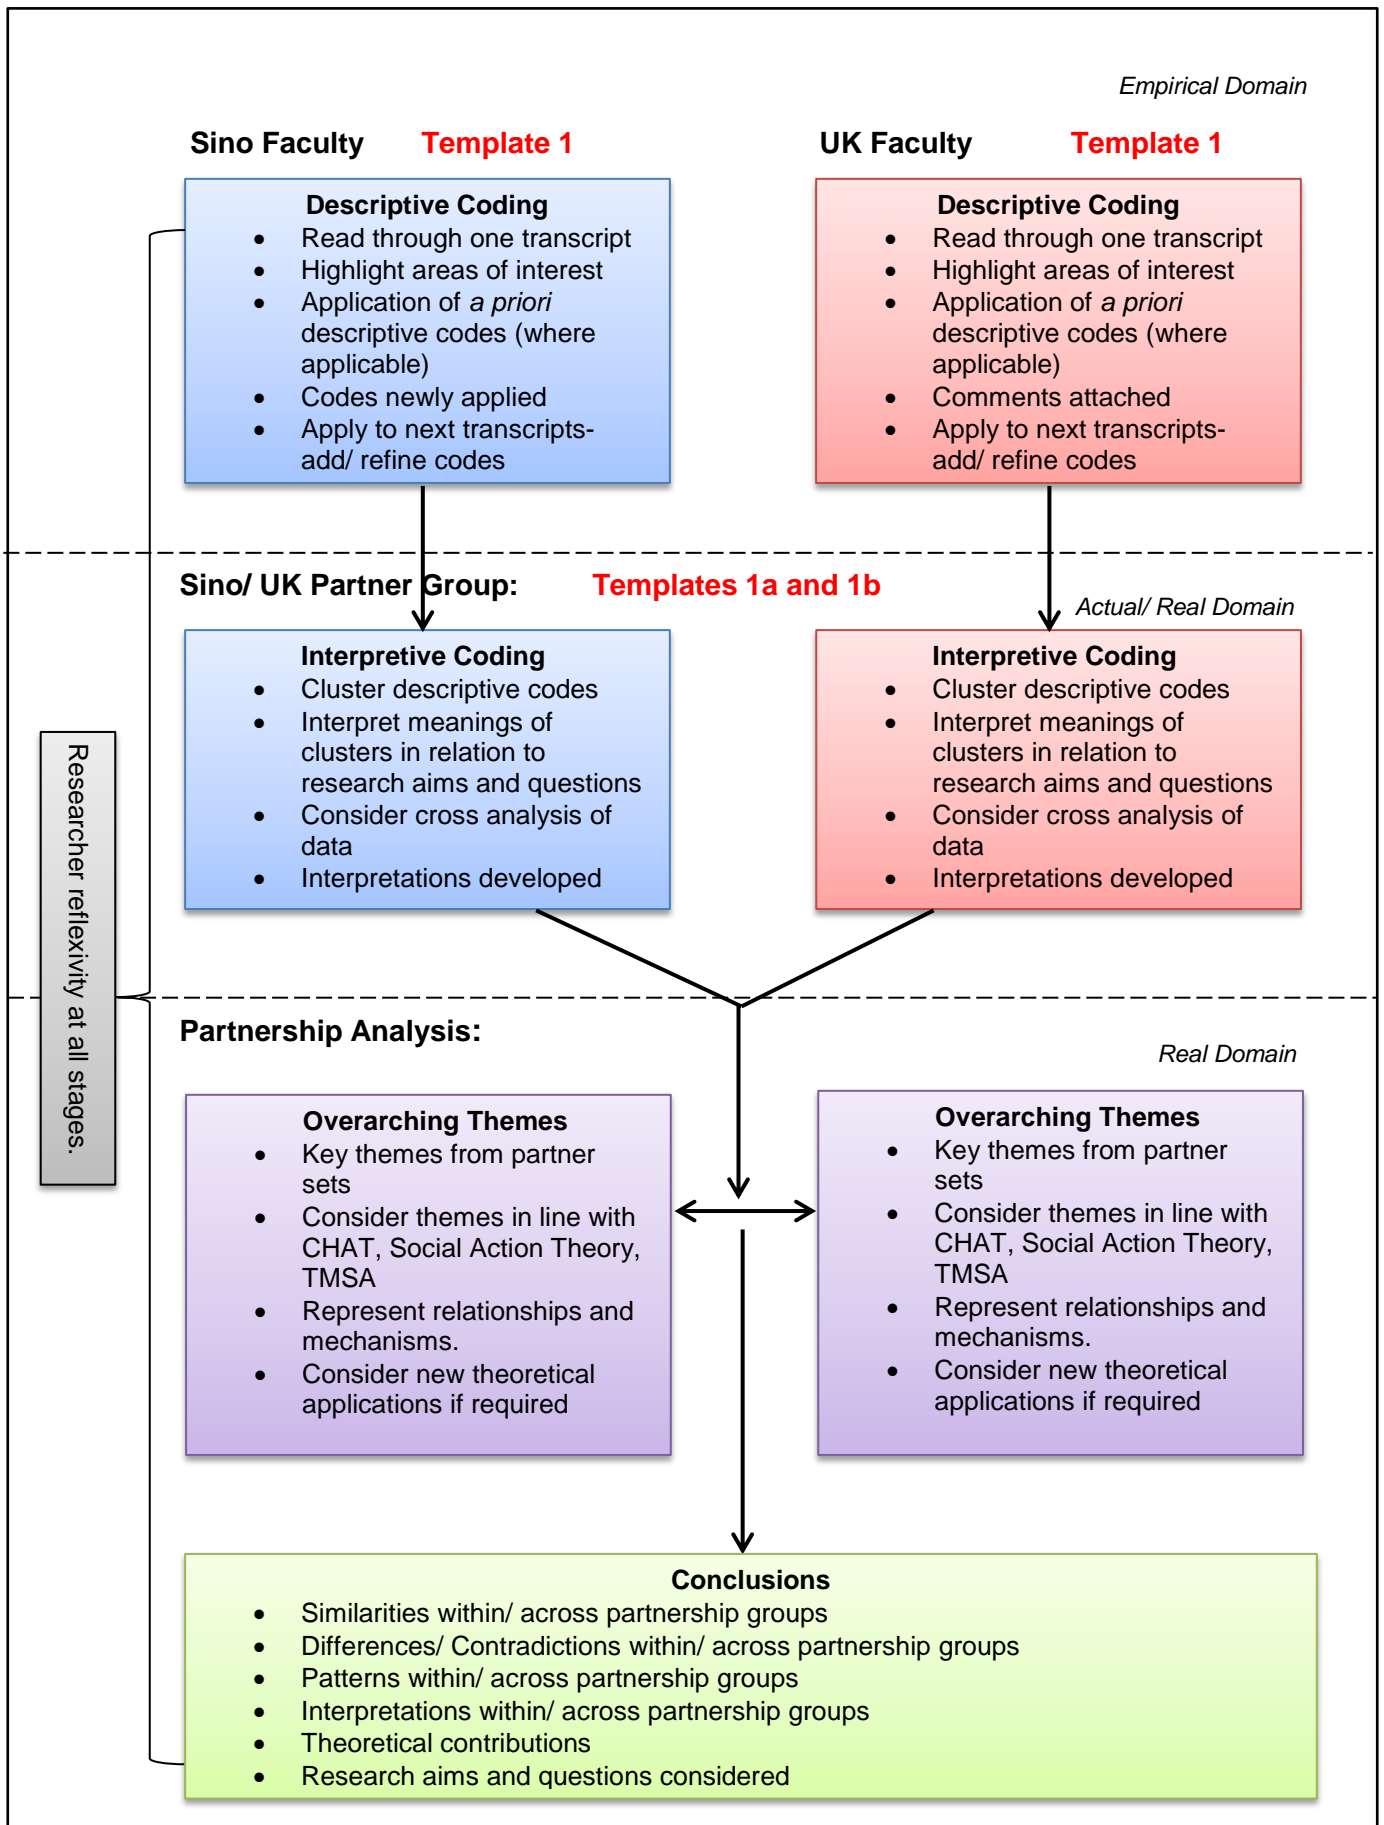 Empirical Domain
Sino Faculty Template 1
UK Faculty Template 1
Descriptive Coding
• Read through one transcript
• Highlight areas of interest
• Application of a priori
descriptive codes (where
applicable)
• Codes newly applied
• Apply to next transcripts-
add/ refine codes
Descriptive Coding
• Read through one transcript
• Highlight areas of interest
• Application of a priori
descriptive codes (where
applicable)
• Comments attached
• Apply to next transcripts-
add/ refine codes
Sino/ UK Partner Group: Templates 1a and 1b
Actual/ Real Domain
Interpretive Coding
• Cluster descriptive codes
• Interpret meanings of
clusters in relation to
research aims and questions
• Consider cross analysis of
data
• Interpretations developed
Interpretive Coding
• Cluster descriptive codes
• Interpret meanings of
clusters in relation to
research aims and questions
• Consider cross analysis of
data
• Interpretations developed
Researcher reflexivity at all stages.
Partnership Analysis:
Real Domain
Overarching Themes
• Key themes from partner
sets
• Consider themes in line with
CHAT, Social Action Theory,
TMSA
• Represent relationships and
mechanisms.
• Consider new theoretical
applications if required
Overarching Themes
• Key themes from partner
sets
• Consider themes in line with
CHAT, Social Action Theory,
TMSA
• Represent relationships and
mechanisms.
• Consider new theoretical
applications if required
Conclusions
• Similarities within/ across partnership groups
• Differences/ Contradictions within/ across partnership groups
• Patterns within/ across partnership groups
• Interpretations within/ across partnership groups
• Theoretical contributions
• Research aims and questions considered